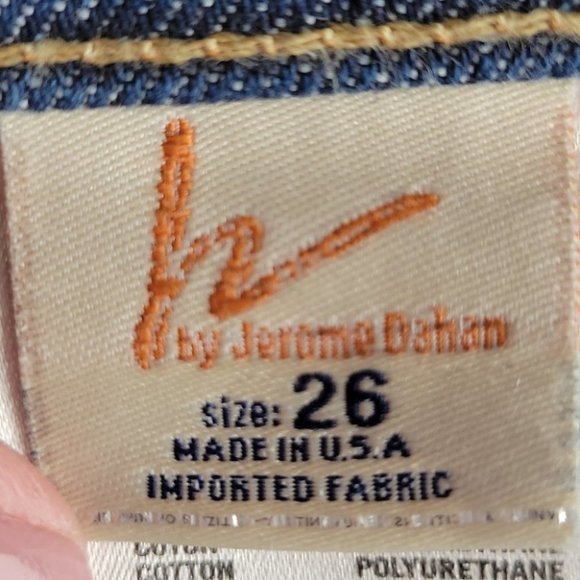 h
by Jerome Dahan
size: 26
MADE IN U.S.A
IMPORTED FABRIC
COTTON POLYURETHANE